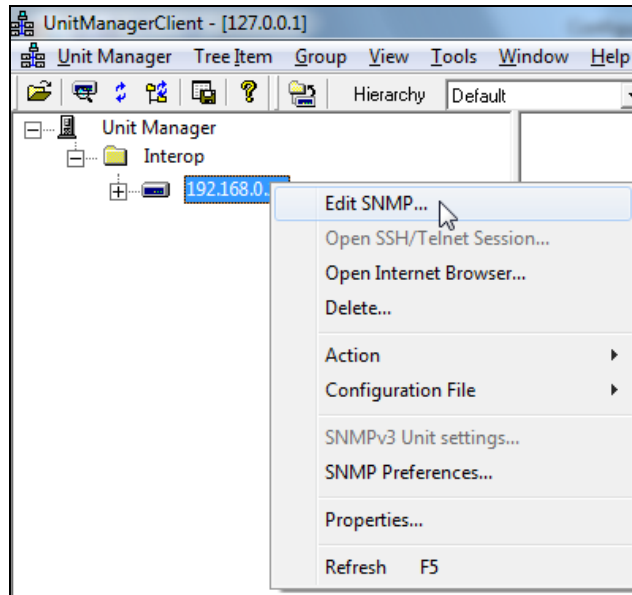 UnitManagerClient - [127.0.0.1]
Unit Manager Tree Item Group View Tools Window Help
Hierarchy Default
Unit Manager
Interop
192.168.0.
Edit SNMP...
Open SSH/Telnet Session...
Open Internet Browser...
Delete...
Action
Configuration File
SNMPv3 Unit settings...
SNMP Preferences...
Properties...
Refresh F5